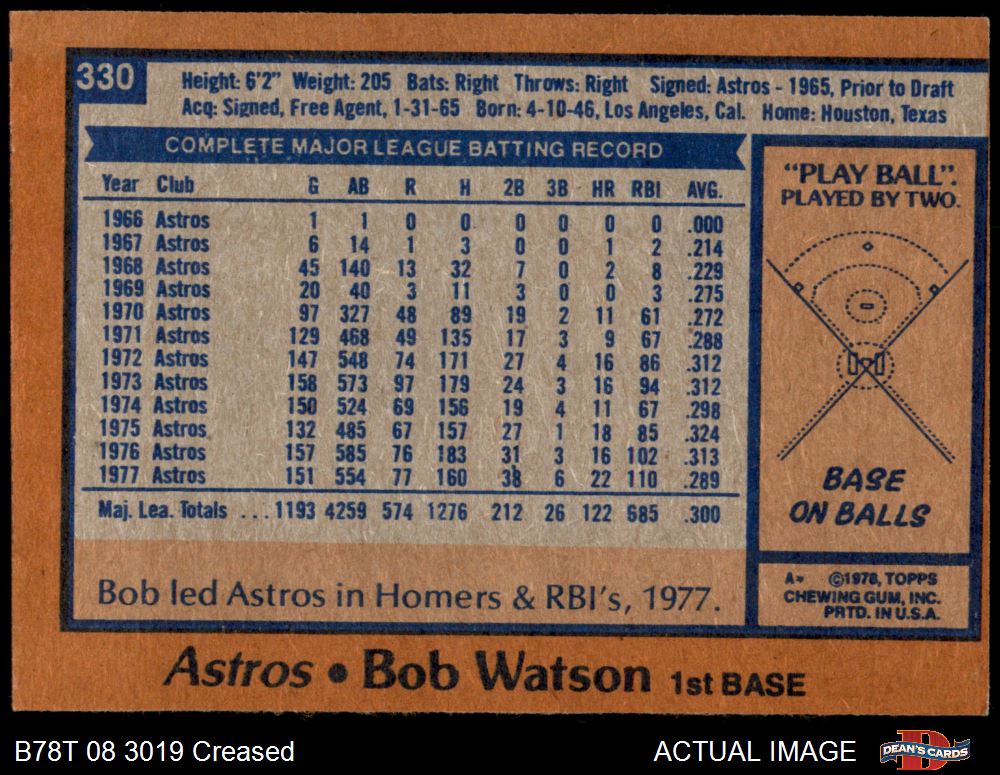 330
Height: 6'2" Weight: 205 Bats: Right Throws: Right Signed: Astros - 1965, Prior to Draft
Acq: Signed, Free Agent, 1-31-65 Born: 4-10-46, Los Angeles, Cal. Home: Houston, Texas
COMPLETE MAJOR LEAGUE BATTING RECORD
Year Club G AB R H 2B 3B HR RBI AVG.
1966 Astros 1 1 0 0 0 0 0 0 .000
1967 Astros 6 14 1 3 0 0 1 2 .214
1968 Astros 45 140 13 32 7 0 2 8 .229
1969 Astros 20 40 3 11 3 0 0 3 .275
1970 Astros 97 327 48 89 19 2 11 61 .272
1971 Astros 129 468 49 135 17 3 9 67 .288
1972 Astros 147 548 74 171 27 4 16 86 .312
1973 Astros 158 573 97 179 24 3 16 94 .312
1974 Astros 150 524 69 156 19 4 11 67 .298
1975 Astros 132 485 67 157 27 1 18 85 .324
1976 Astros 157 585 76 183 31 3 16 102 .313
1977 Astros 151 554 77 160 38 6 22 110 .289
Maj. Lea. Totals ... 1193 4259 574 1276 212 26 122 685 .300
Bob led Astros in Homers & RBI's, 1977.
"PLAY BALL".
PLAYED BY TWO.
BASE
ON BALLS
A* ©1978, TOPPS
CHEWING GUM, INC.
PRTD. IN U.S.A.
Astros • Bob Watson 1st BASE
B78T 08 3019 Creased
ACTUAL IMAGE
DEAN'S CARDS